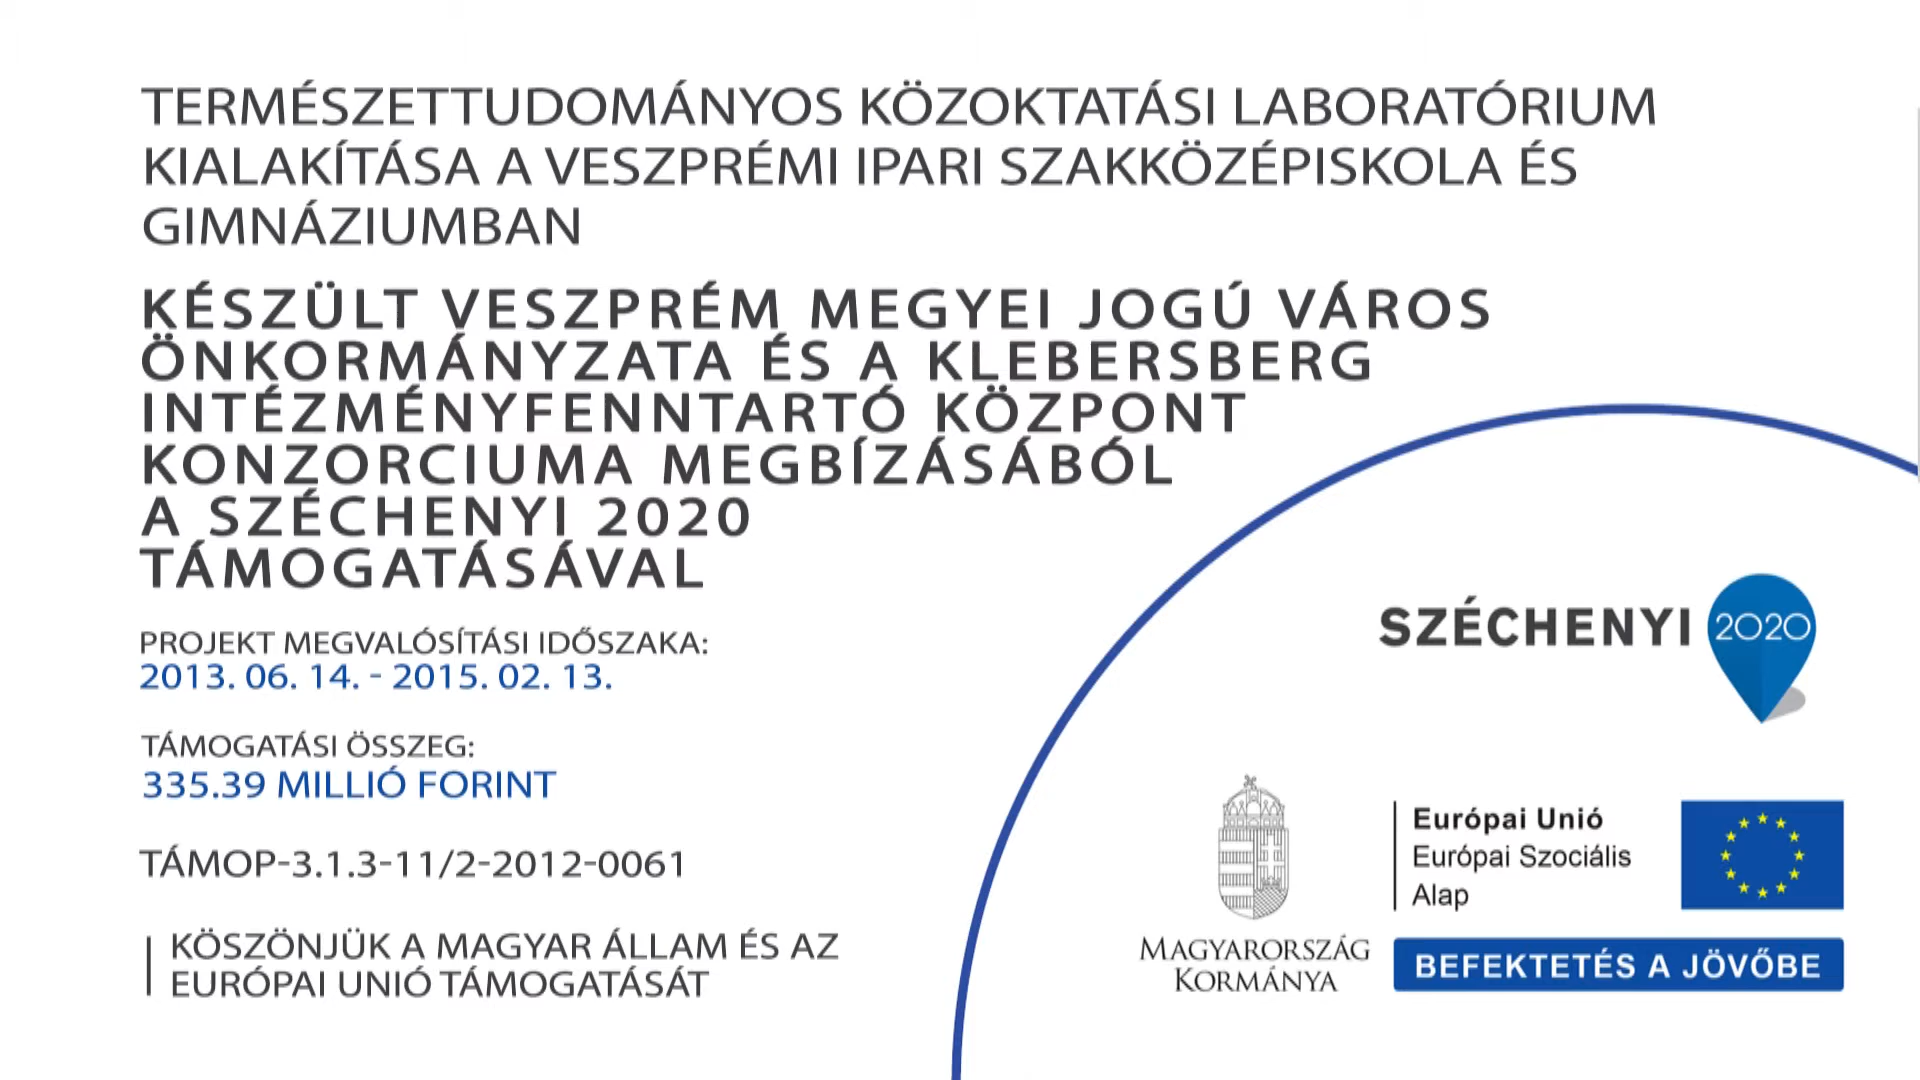 TERMÉSZETTUDOMÁNYOS KÖZOKTATÁSI LABORATÓRIUM
KIALAKÍTÁSA A VESZPRÉMI IPARI SZAKKÖZÉPISKOLA ÉS
GIMNÁZIUMBAN
KÉSZÜLT VESZPRÉM MEGYEI JOGÚ VÁROS
ÖNKORMÁNYZATA ÉS A KLEBERSBERG
INTÉZMÉNYFENNTARTÓ KÖZPONT
KONZORCIUMA MEGBÍZÁSÁBÓL
A SZÉCHENYI 2020
TÁMOGATÁSÁVAL
PROJEKT MEGVALÓSÍTÁSI IDŐSZAKA:
2013. 06. 14. - 2015. 02. 13.
TÁMOGATÁSI ÖSSZEG:
335.39 MILLIÓ FORINT
TÁMOP-3.1.3-11/2-2012-0061
KÖSZÖNJÜK A MAGYAR ÁLLAM ÉS AZ
EURÓPAI UNIÓ TÁMOGATÁSÁT
SZÉCHENYI 2020
MAGYARORSZÁG
KORMÁNYA
Európai Unió
Európai Szociális
Alap
BEFEKTETÉS A JÖVŐBE